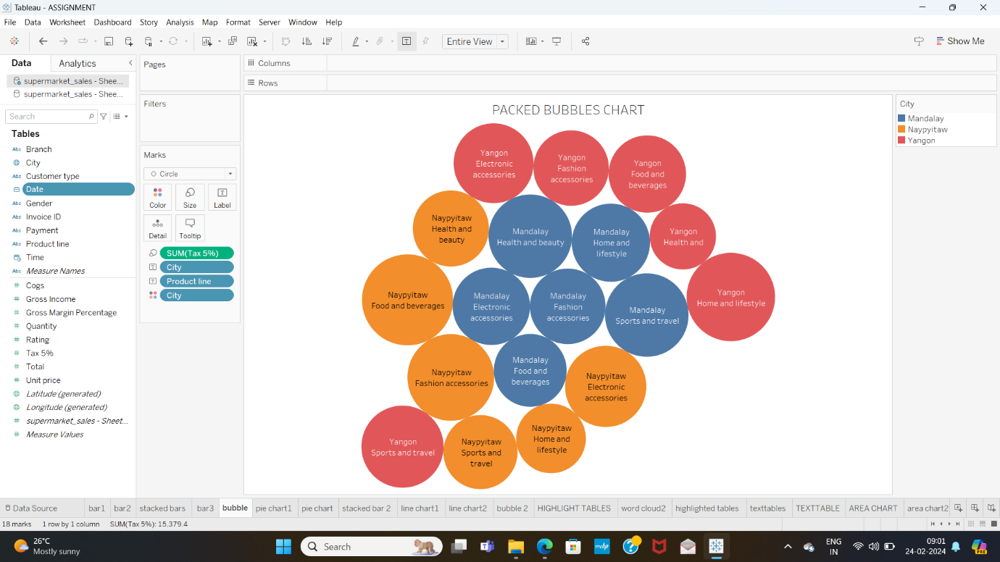 Tableau - ASSIGNMENT
File Data Worksheet Dashboard Story Analysis Map Format Server Window Help
Entire View
Show Me
Data Analytics
supermarket_sales - Shee...
supermarket_sales - Shee...
Search
Tables
Abc Branch
City
Abc Customer type
Date
Abc Gender
Abc Invoice ID
Abc Payment
Abc Product line
Time
Abc Measure Names
# Cogs
# Gross Income
# Gross Margin Percentage
# Quantity
# Rating
# Tax 5%
# Total
# Unit price
Latitude (generated)
Longitude (generated)
# supermarket_sales - Sheet...
# Measure Values
Pages
Filters
Marks
Circle
Color Size Label
Detail Tooltip
SUM(Tax 5%)
City
Product line
City
Columns
Rows
PACKED BUBBLES CHART
Yangon
Electronic
accessories
Yangon
Fashion
accessories
Yangon
Food and
beverages
Naypyitaw
Health and
beauty
Mandalay
Health and beauty
Mandalay
Home and
lifestyle
Yangon
Health and
Naypyitaw
Food and beverages
Mandalay
Electronic
accessories
Mandalay
Fashion
accessories
Mandalay
Sports and travel
Yangon
Home and lifestyle
Naypyitaw
Fashion accessories
Mandalay
Food and
beverages
Naypyitaw
Electronic
accessories
Yangon
Sports and travel
Naypyitaw
Sports and
travel
Naypyitaw
Home and
lifestyle
City
Mandalay
Naypyitaw
Yangon
Data Source bar1 bar2 stacked bars bar3 bubble pie chart1 pie chart stacked bar 2 line chart1 line chart2 bubble 2 HIGHLIGHT TABLES word cloud2 highlighted tables texttables TEXTTABLE AREA CHART area chart2
18 marks 1 row by 1 column SUM(Tax 5%): 15,379.4
26°C
Mostly sunny
Search
myhp
2
ENG
IN
09:01
24-02-2024
PRE